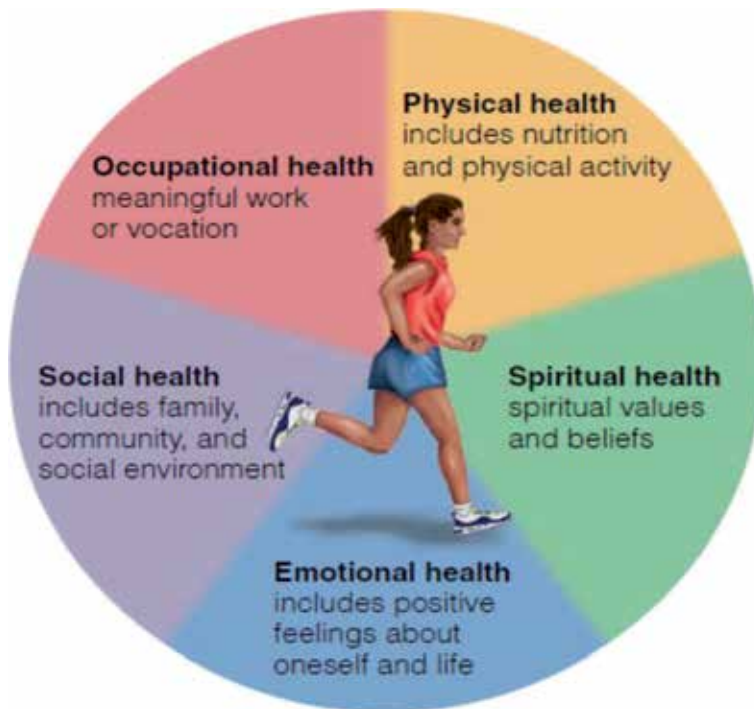 Physical health
includes nutrition
and physical activity
Occupational health
meaningful work
or vocation
Social health
includes family,
community, and
social environment
Spiritual health
spiritual values
and beliefs
Emotional health
includes positive
feelings about
oneself and life